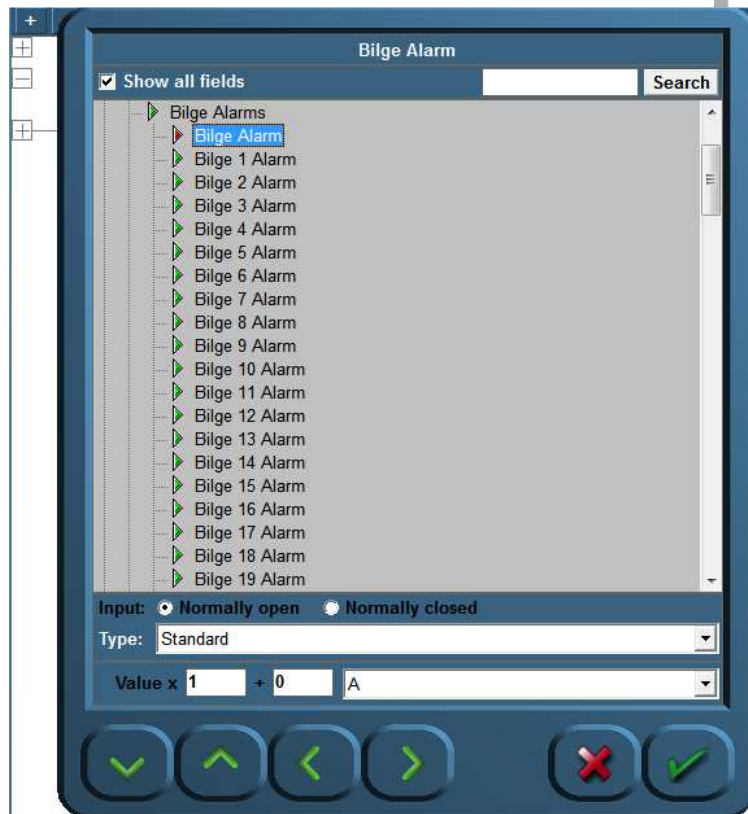 +
Bilge Alarm
Show all fields Search
Bilge Alarms
Bilge Alarm
Bilge 1 Alarm
Bilge 2 Alarm
Bilge 3 Alarm
Bilge 4 Alarm
Bilge 5 Alarm
Bilge 6 Alarm
Bilge 7 Alarm
Bilge 8 Alarm
Bilge 9 Alarm
Bilge 10 Alarm
Bilge 11 Alarm
Bilge 12 Alarm
Bilge 13 Alarm
Bilge 14 Alarm
Bilge 15 Alarm
Bilge 16 Alarm
Bilge 17 Alarm
Bilge 18 Alarm
Bilge 19 Alarm
Input: Normally open Normally closed
Type: Standard
Value x 1 + 0 A